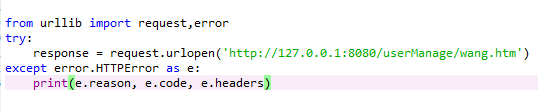 from urllib import request,error
try:
    response = request.urlopen('http://127.0.0.1:8080/userManage/wang.htm')
except error.HTTPError as e:
    print(e.reason, e.code, e.headers)